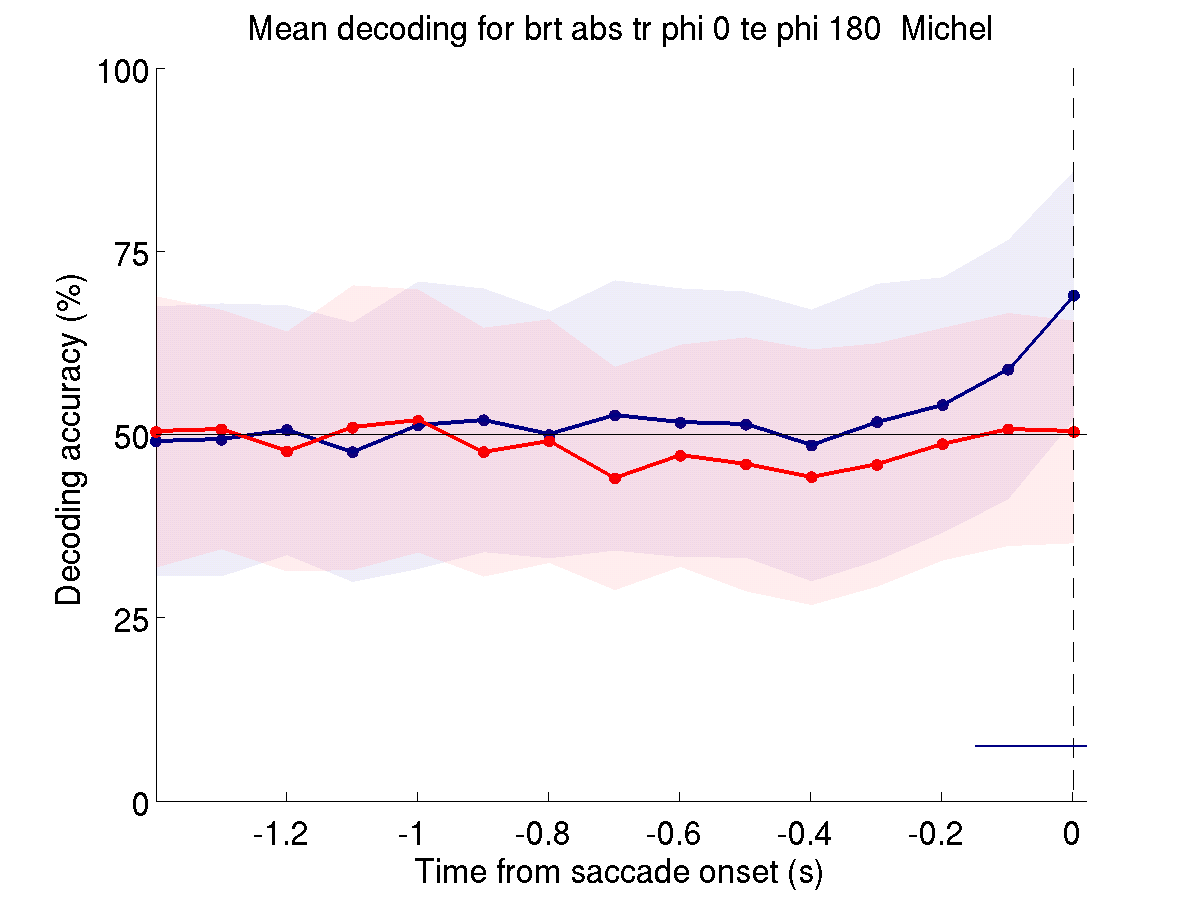 Mean decoding for brt abs tr phi 0 te phi 180  Michel
100
75
50
25
0
Decoding accuracy (%)
-1.2 -1 -0.8 -0.6 -0.4 -0.2 0
Time from saccade onset (s)